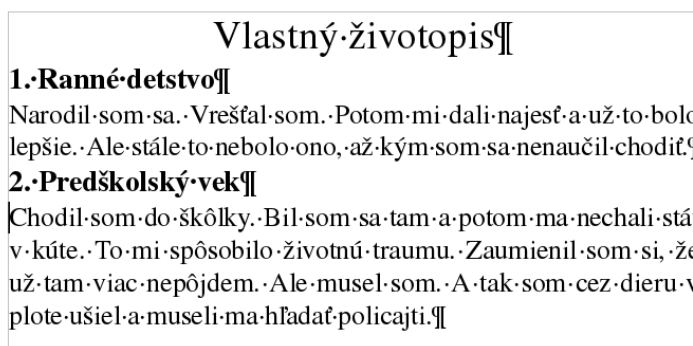 Vlastný·životopis¶
1.·Ranné·detstvo¶
Narodil·som·sa.·Vrešťal·som.·Potom·mi·dali·najesť·a·už·to·bolo
lepšie.·Ale·stále·to·nebolo·ono,·až·kým·som·sa·nenaučil·chodiť.¶
2.·Predškolský·vek¶
Chodil·som·do·škôlky.·Bil·som·sa·tam·a·potom·ma·nechali·stáť
v·kúte.·To·mi·spôsobilo·životnú·traumu.·Zaumienil·som·si,·že
už·tam·viac·nepôjdem.·Ale·musel·som.·A·tak·som·cez·dieru·v
plote·ušiel·a·museli·ma·hľadať·policajti.¶